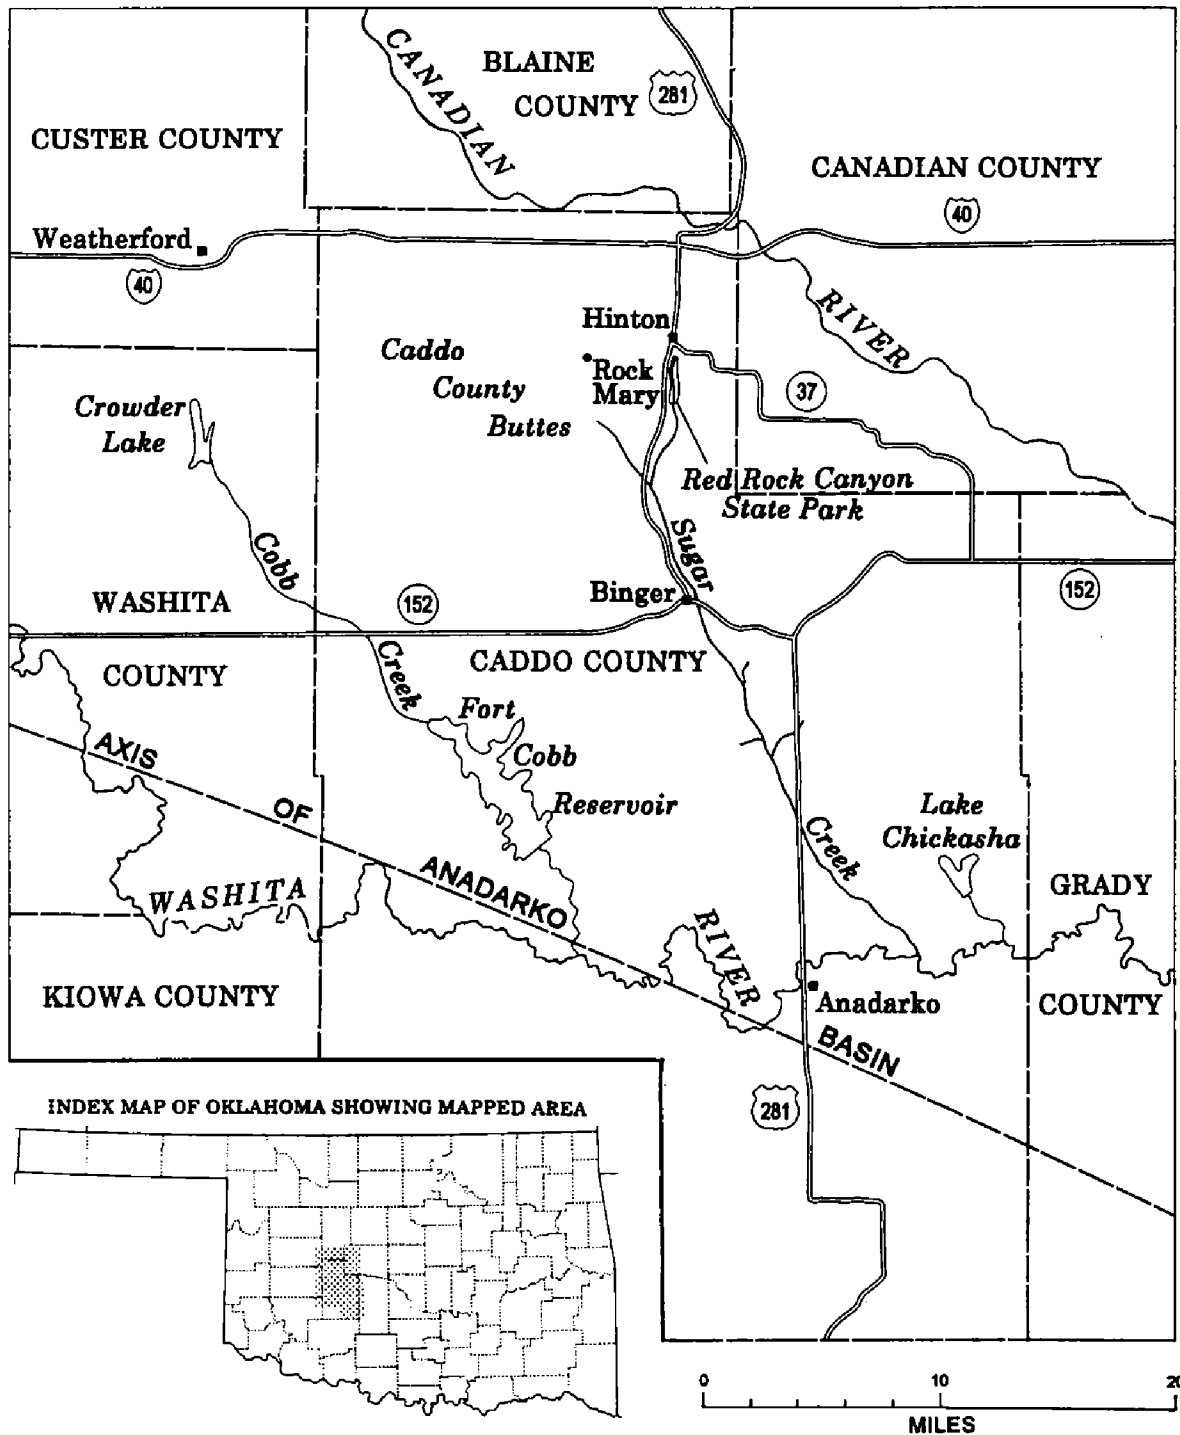 BLAINE
COUNTY
281
CANADIAN
CUSTER COUNTY
CANADIAN COUNTY
40
Weatherford
40
RIVER
Hinton
Rock
Mary
Caddo
County
Buttes
37
Crowder
Lake
Red Rock Canyon
State Park
Sugar
Cobb
Binger
152
152
WASHITA
COUNTY
CADDO COUNTY
Creek
Fort
Cobb
Reservoir
AXIS
OF
ANADARKO
BASIN
Lake
Chickasha
Creek
WASHITA
RIVER
GRADY
COUNTY
KIOWA COUNTY
Anadarko
281
INDEX MAP OF OKLAHOMA SHOWING MAPPED AREA
0 10 20
MILES